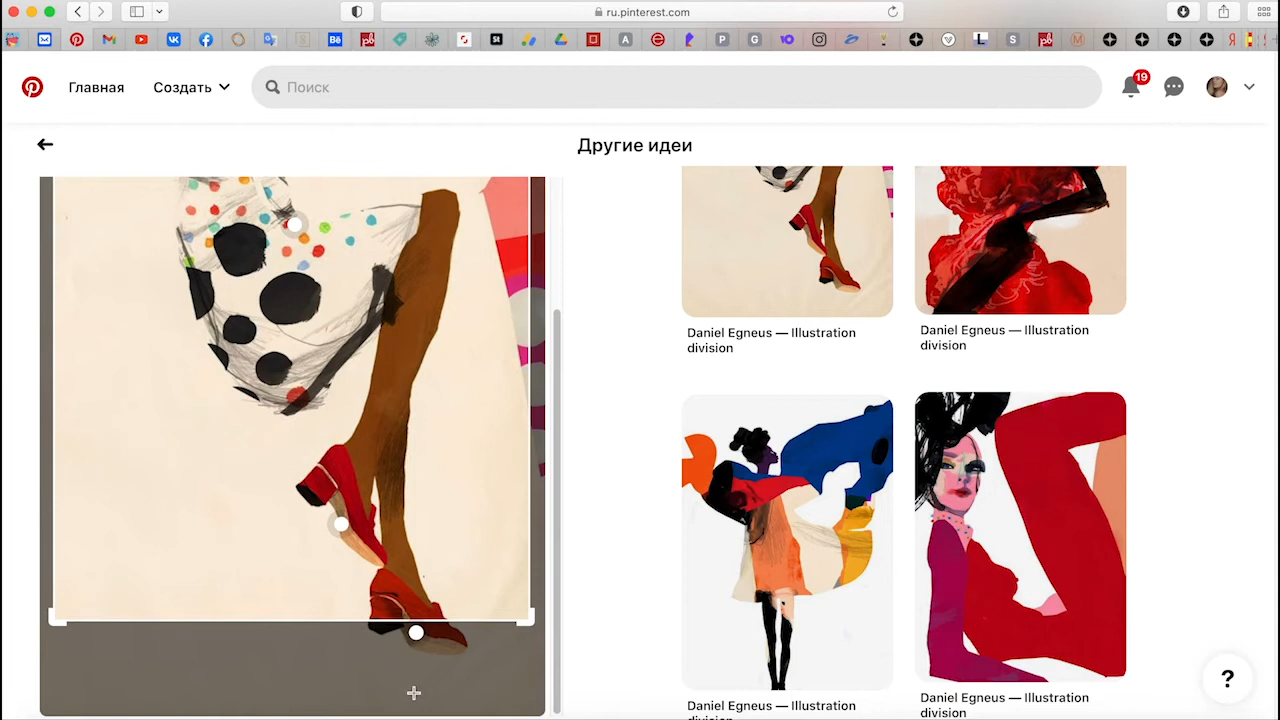 ru.pinterest.com
Главная
Создать
Поиск
19
Другие идеи
Daniel Egneus — Illustration
division
Daniel Egneus — Illustration
division
Daniel Egneus — Illustration
Daniel Egneus — Illustration
division
?